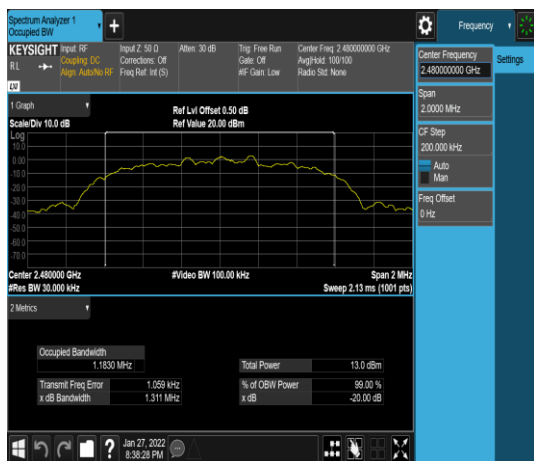 Spectrum Analyzer 1
Occupied BW
Frequency
KEYSIGHT
RL
Input: RF
Coupling: DC
Align: Auto/No RF
Input Z: 50 Ω
Corrections: Off
Freq Ref: Int (S)
Atten: 30 dB
Trig: Free Run
Gate: Off
#IF Gain: Low
Center Freq: 2.480000000 GHz
Avg|Hold: 100/100
Radio Std: None
LXI
Center Frequency
2.480000000 GHz
Settings
Span
2.0000 MHz
CF Step
200.000 kHz
Auto
Man
Freq Offset
0 Hz
1 Graph
Scale/Div 10.0 dB
Ref Lvl Offset 0.50 dB
Ref Value 20.00 dBm
Log
10.0
0.00
-10.0
-20.0
-30.0
-40.0
-50.0
-60.0
-70.0
Center 2.480000 GHz
#Video BW 100.00 kHz
Span 2 MHz
#Res BW 30.000 kHz
Sweep 2.13 ms (1001 pts)
2 Metrics
Occupied Bandwidth
1.1830 MHz
Total Power
13.0 dBm
Transmit Freq Error
1.059 kHz
% of OBW Power
99.00 %
x dB Bandwidth
1.311 MHz
x dB
-20.00 dB
?
Jan 27, 2022
8:38:28 PM